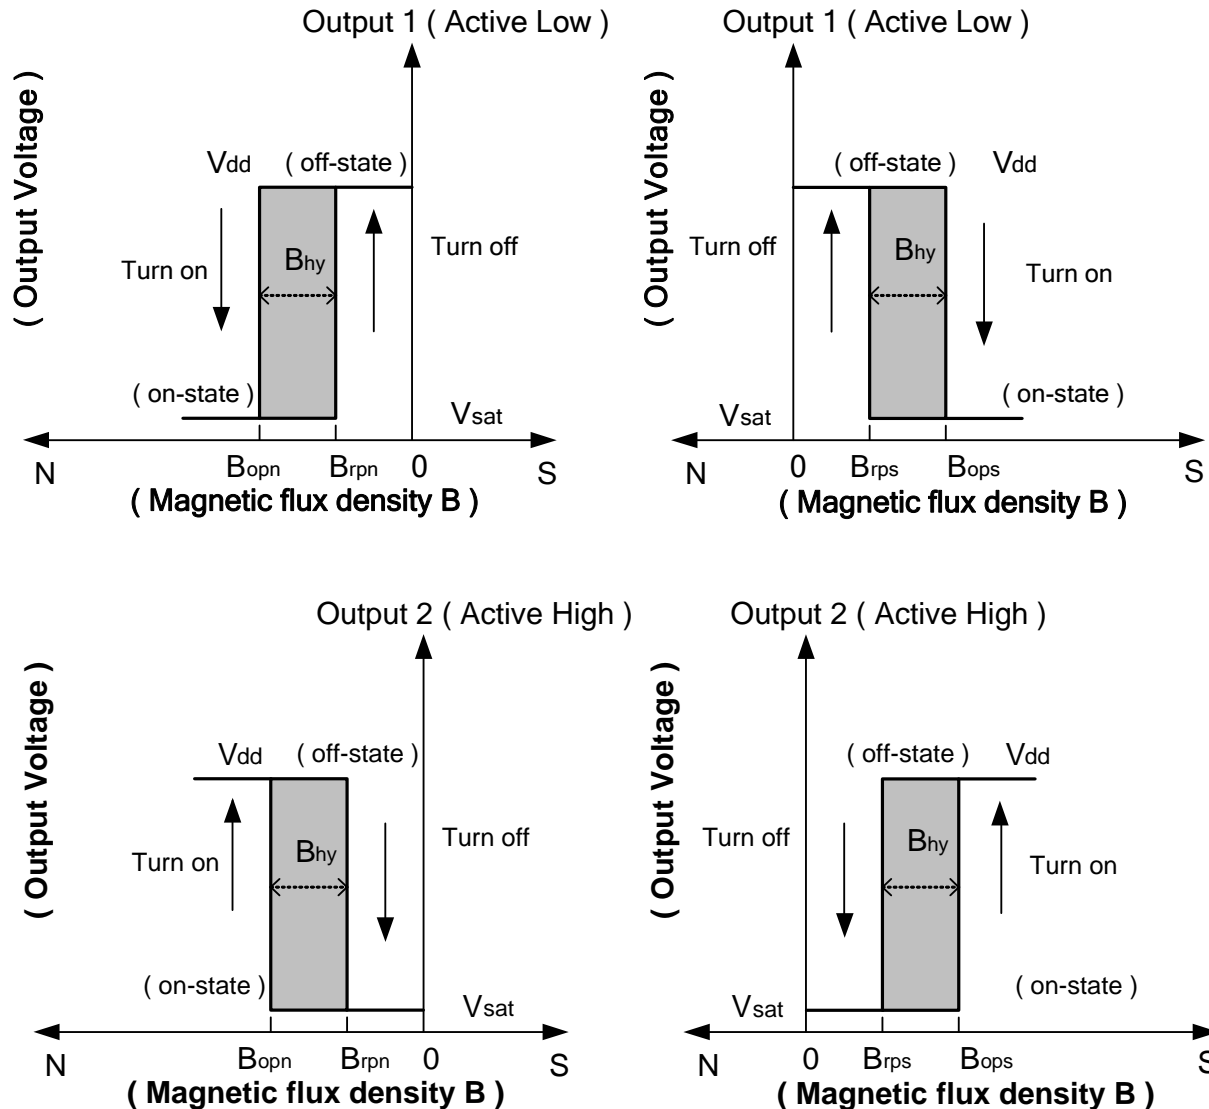 Output 1 ( Active Low )
( Output Voltage )
Vdd
( off-state )
Turn on
Bhy
Turn off
( on-state )
Vsat
N
Bopn
Brpn
0
S
( Magnetic flux density B )
Output 1 ( Active Low )
( Output Voltage )
( off-state )
Vdd
Turn off
Bhy
Turn on
( on-state )
Vsat
N
0
Brps
Bops
S
( Magnetic flux density B )
Output 2 ( Active High )
( Output Voltage )
Vdd
( off-state )
Turn on
Bhy
Turn off
( on-state )
Vsat
N
Bopn
Brpn
0
S
( Magnetic flux density B )
Output 2 ( Active High )
( Output Voltage )
( off-state )
Vdd
Turn off
Bhy
Turn on
( on-state )
Vsat
N
0
Brps
Bops
S
( Magnetic flux density B )